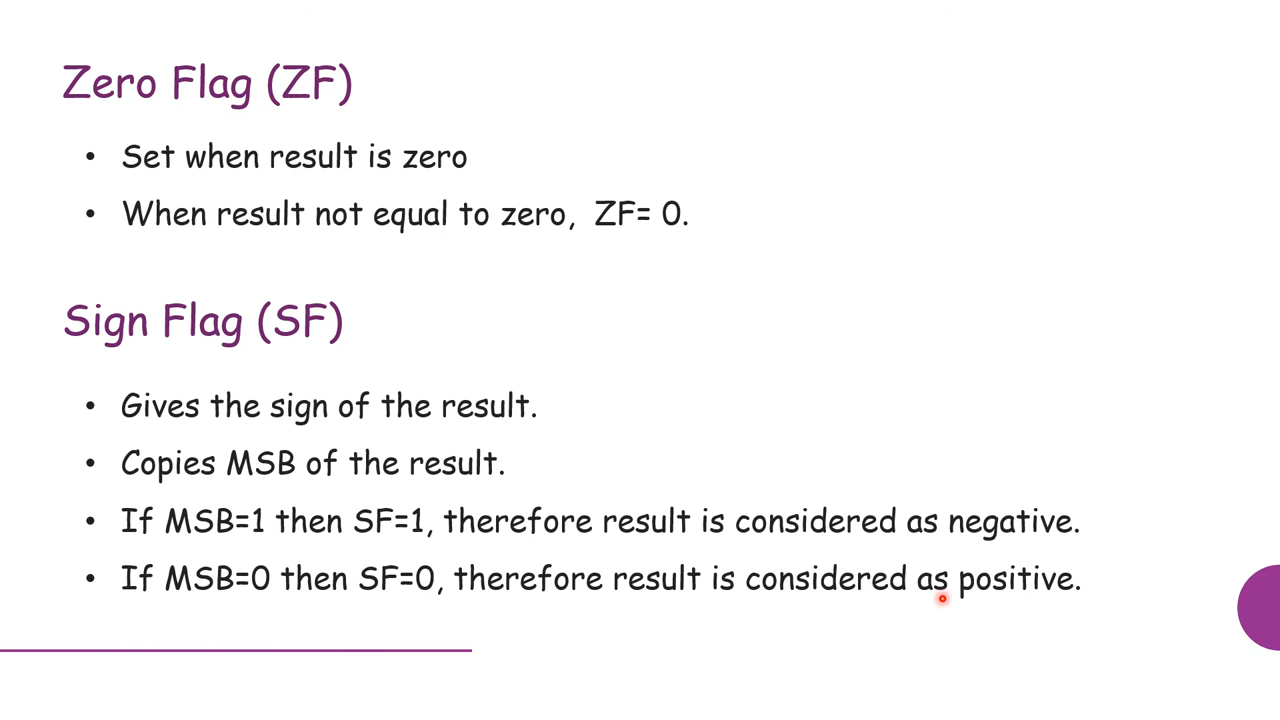 Zero Flag (ZF)
• Set when result is zero
• When result not equal to zero, ZF= 0.
Sign Flag (SF)
• Gives the sign of the result.
• Copies MSB of the result.
• If MSB=1 then SF=1, therefore result is considered as negative.
• If MSB=0 then SF=0, therefore result is considered as positive.